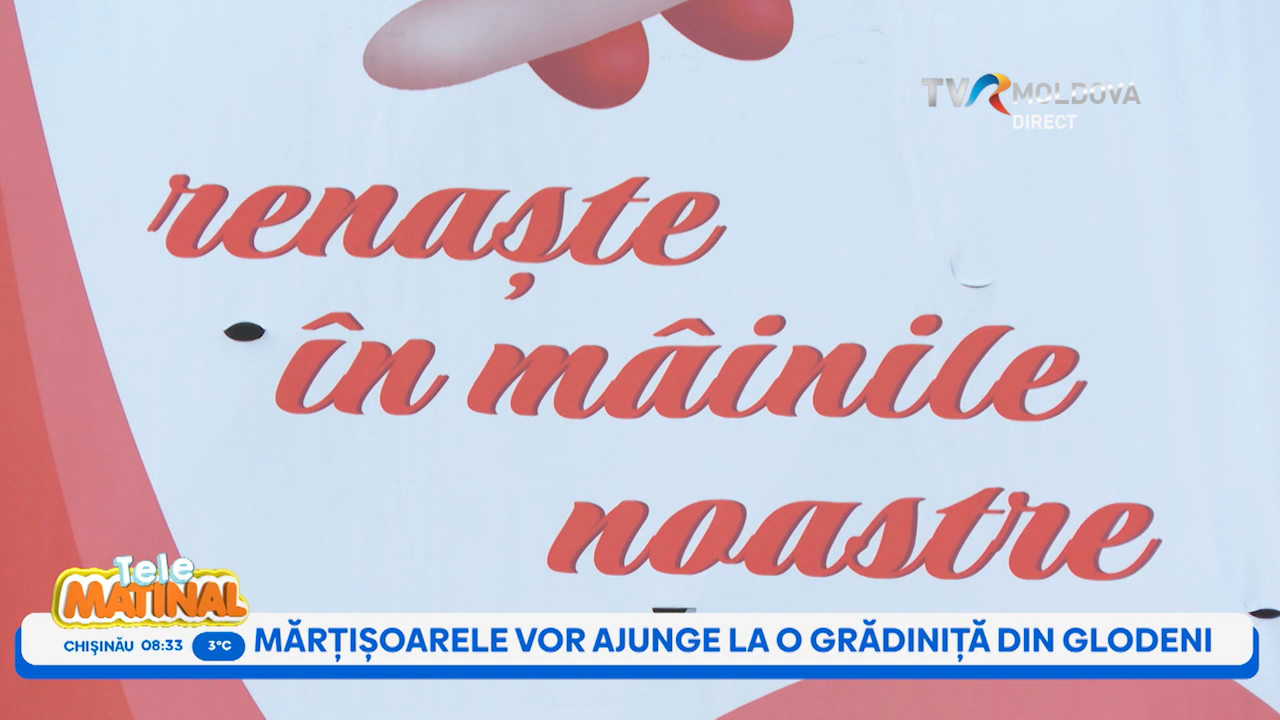 TVR MOLDOVA
DIRECT
renaște
în mâinile
noastre
Tele
MATINAL
CHIȘINĂU 08:33 3°C
MĂRȚIȘOARELE VOR AJUNGE LA O GRĂDINIȚĂ DIN GLODENI